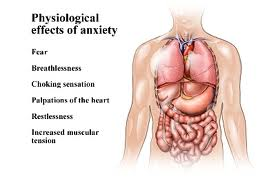 Physiological
effects of anxiety
Fear
Breathlessness
Choking sensation
Palpations of the heart
Restlessness
Increased muscular
tension